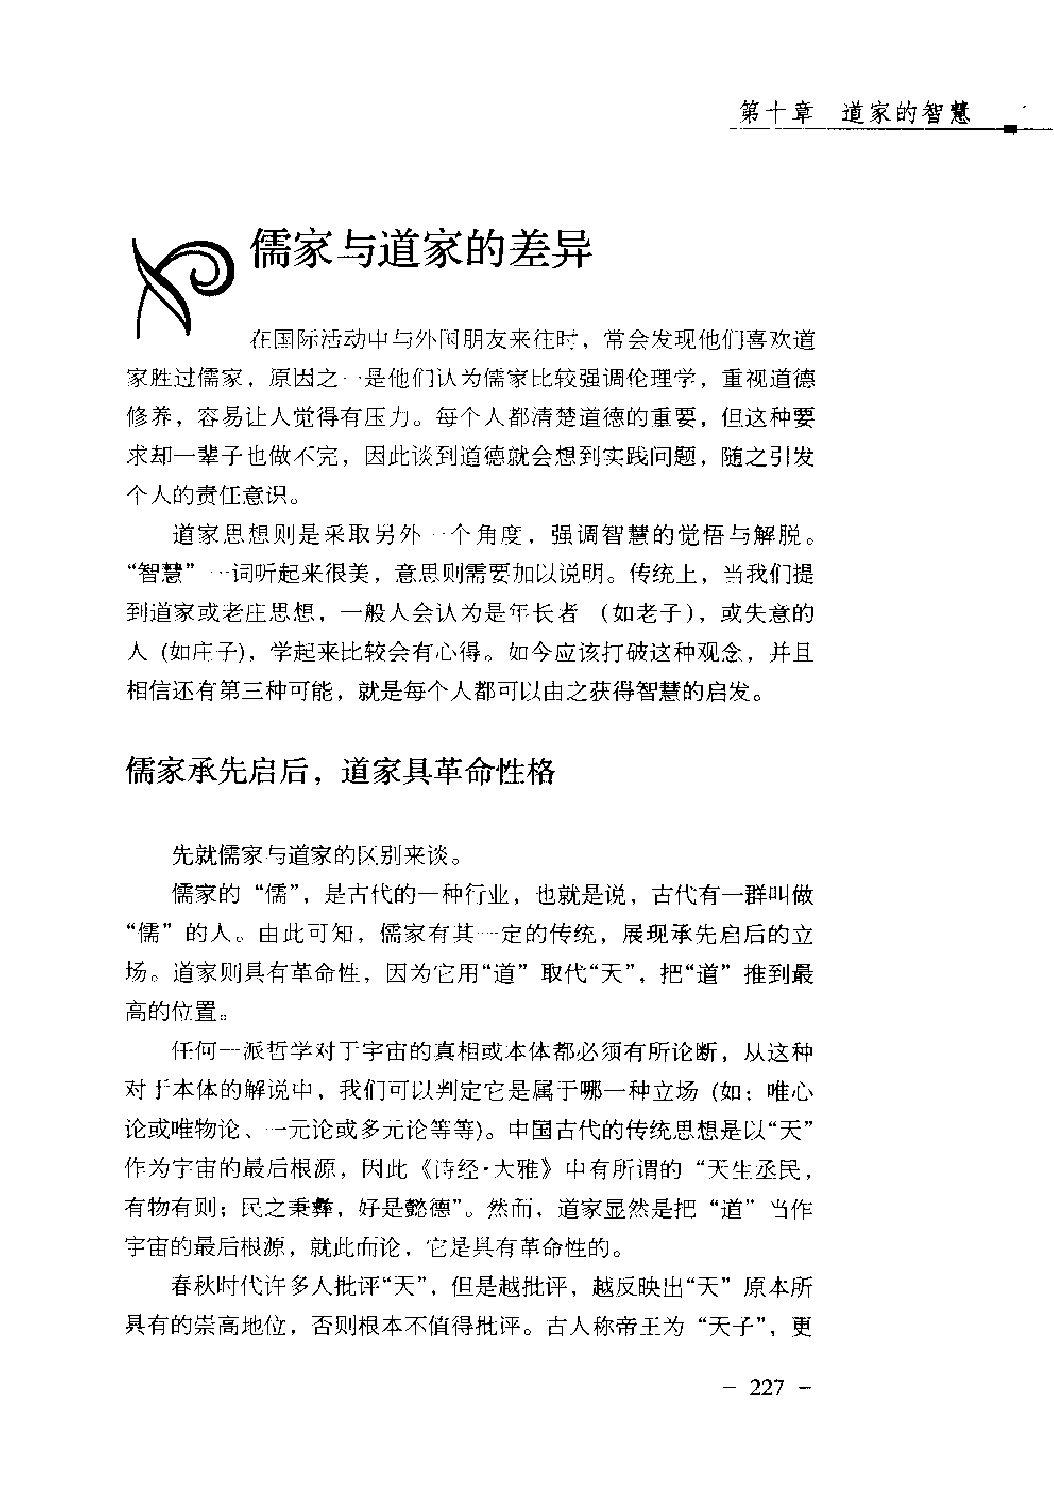 第十章 道家的智慧
儒家与道家的差异
在国际活动中与外国朋友来往时，常会发现他们喜欢道
家胜过儒家，原因之一是他们认为儒家比较强调伦理学，重视道德
修养，容易让人觉得有压力。每个人都清楚道德的重要，但这种要
求却一辈子也做不完，因此谈到道德就会想到实践问题，随之引发
个人的责任意识。
道家思想则是采取另外一个角度，强调智慧的觉悟与解脱。
“智慧”一词听起来很美，意思则需要加以说明。传统上，当我们提
到道家或老庄思想，一般人会认为是年长者（如老子），或失意的
人（如庄子），学起来比较会有心得。如今应该打破这种观念，并且
相信还有第三种可能，就是每个人都可以由之获得智慧的启发。
儒家承先启后，道家具革命性格
先就儒家与道家的区别来谈。
儒家的“儒”，是古代的一种行业，也就是说，古代有一群叫做
“儒”的人。由此可知，儒家有其一定的传统，展现承先启后的立
场。道家则具有革命性，因为它用“道”取代“天”，把“道”推到最
高的位置。
任何一派哲学对于宇宙的真相或本体都必须有所论断，从这种
对于本体的解说中，我们可以判定它是属于哪一种立场（如：唯心
论或唯物论、一元论或多元论等等）。中国古代的传统思想是以“天”
作为宇宙的最后根源，因此《诗经·大雅》中有所谓的“天生丞民，
有物有则；民之秉彝，好是懿德”。然而，道家显然是把“道”当作
宇宙的最后根源，就此而论，它是具有革命性的。
春秋时代许多人批评“天”，但是越批评，越反映出“天”原本所
具有的崇高地位，否则根本不值得批评。古人称帝王为“天子”，更
– 227 –